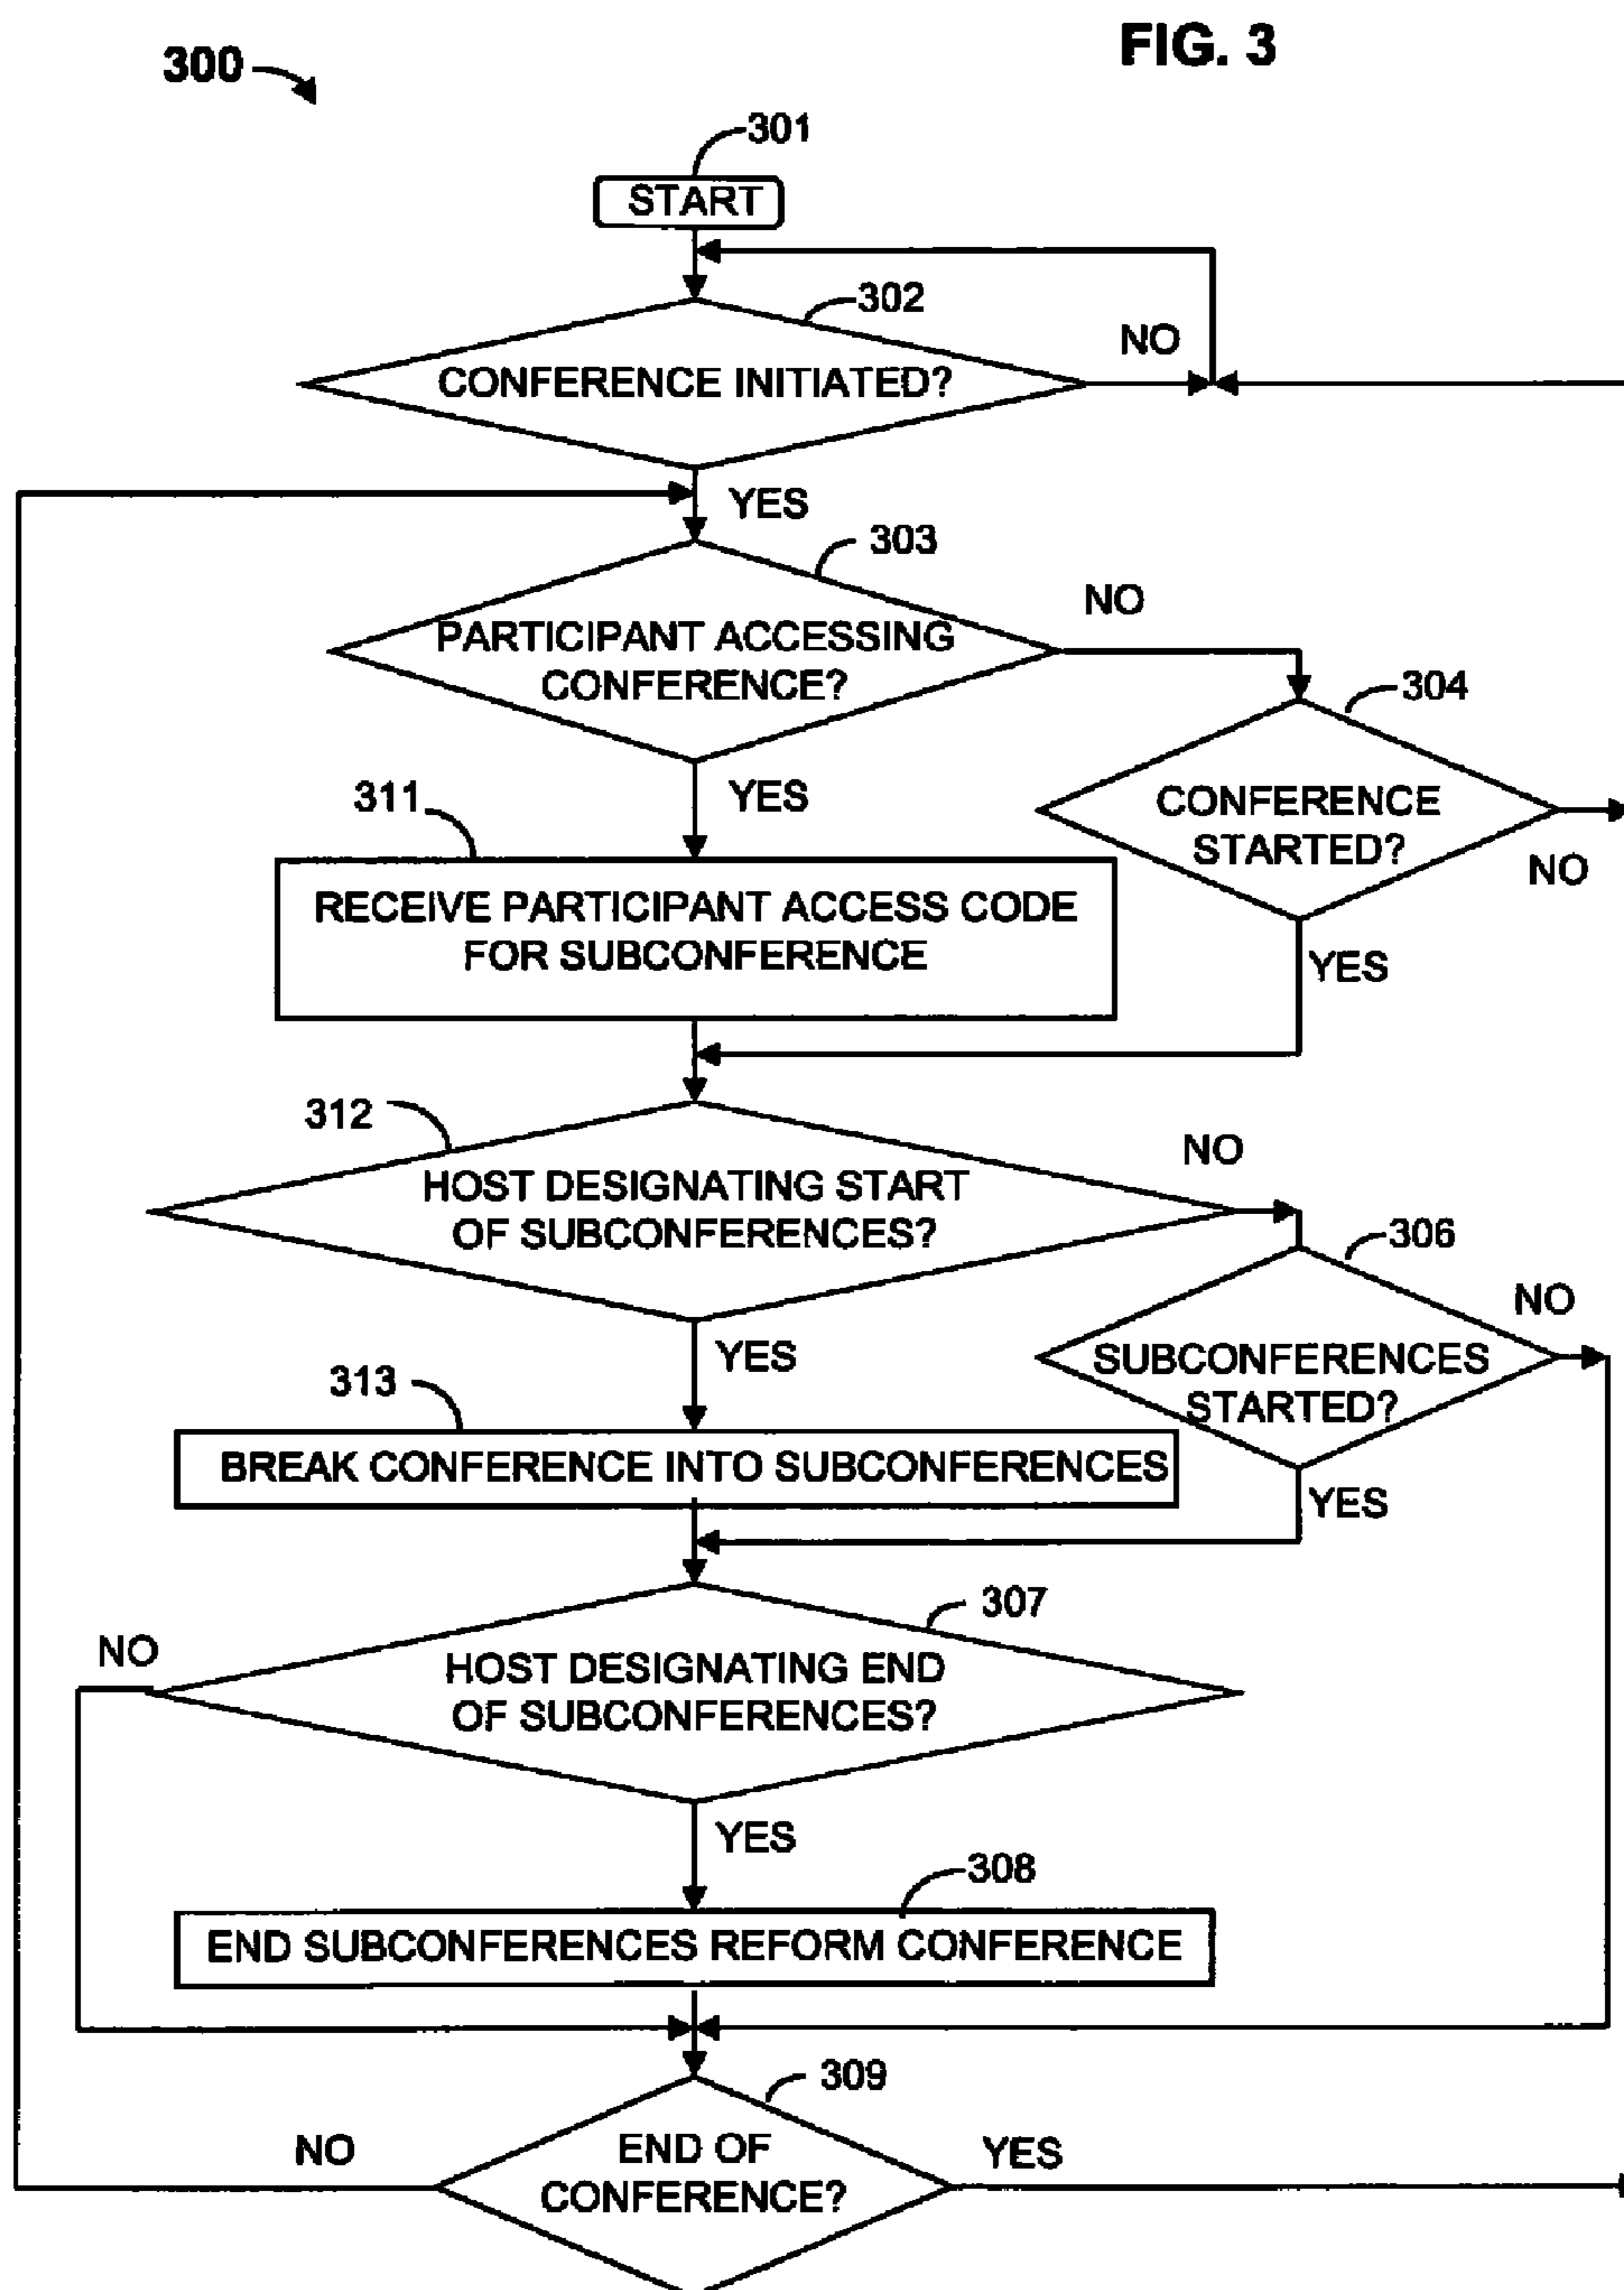 FIG. 3
300
301
START
302
NO
CONFERENCE INITIATED?
YES
303
NO
PARTICIPANT ACCESSING
CONFERENCE?
304
311
YES
CONFERENCE
STARTED?
NO
RECEIVE PARTICIPANT ACCESS CODE
FOR SUBCONFERENCE
YES
312
NO
HOST DESIGNATING START
OF SUBCONFERENCES?
306
NO
YES
SUBCONFERENCES
STARTED?
313
BREAK CONFERENCE INTO SUBCONFERENCES
YES
307
NO
HOST DESIGNATING END
OF SUBCONFERENCES?
YES
308
END SUBCONFERENCES REFORM CONFERENCE
309
NO
END OF
CONFERENCE?
YES